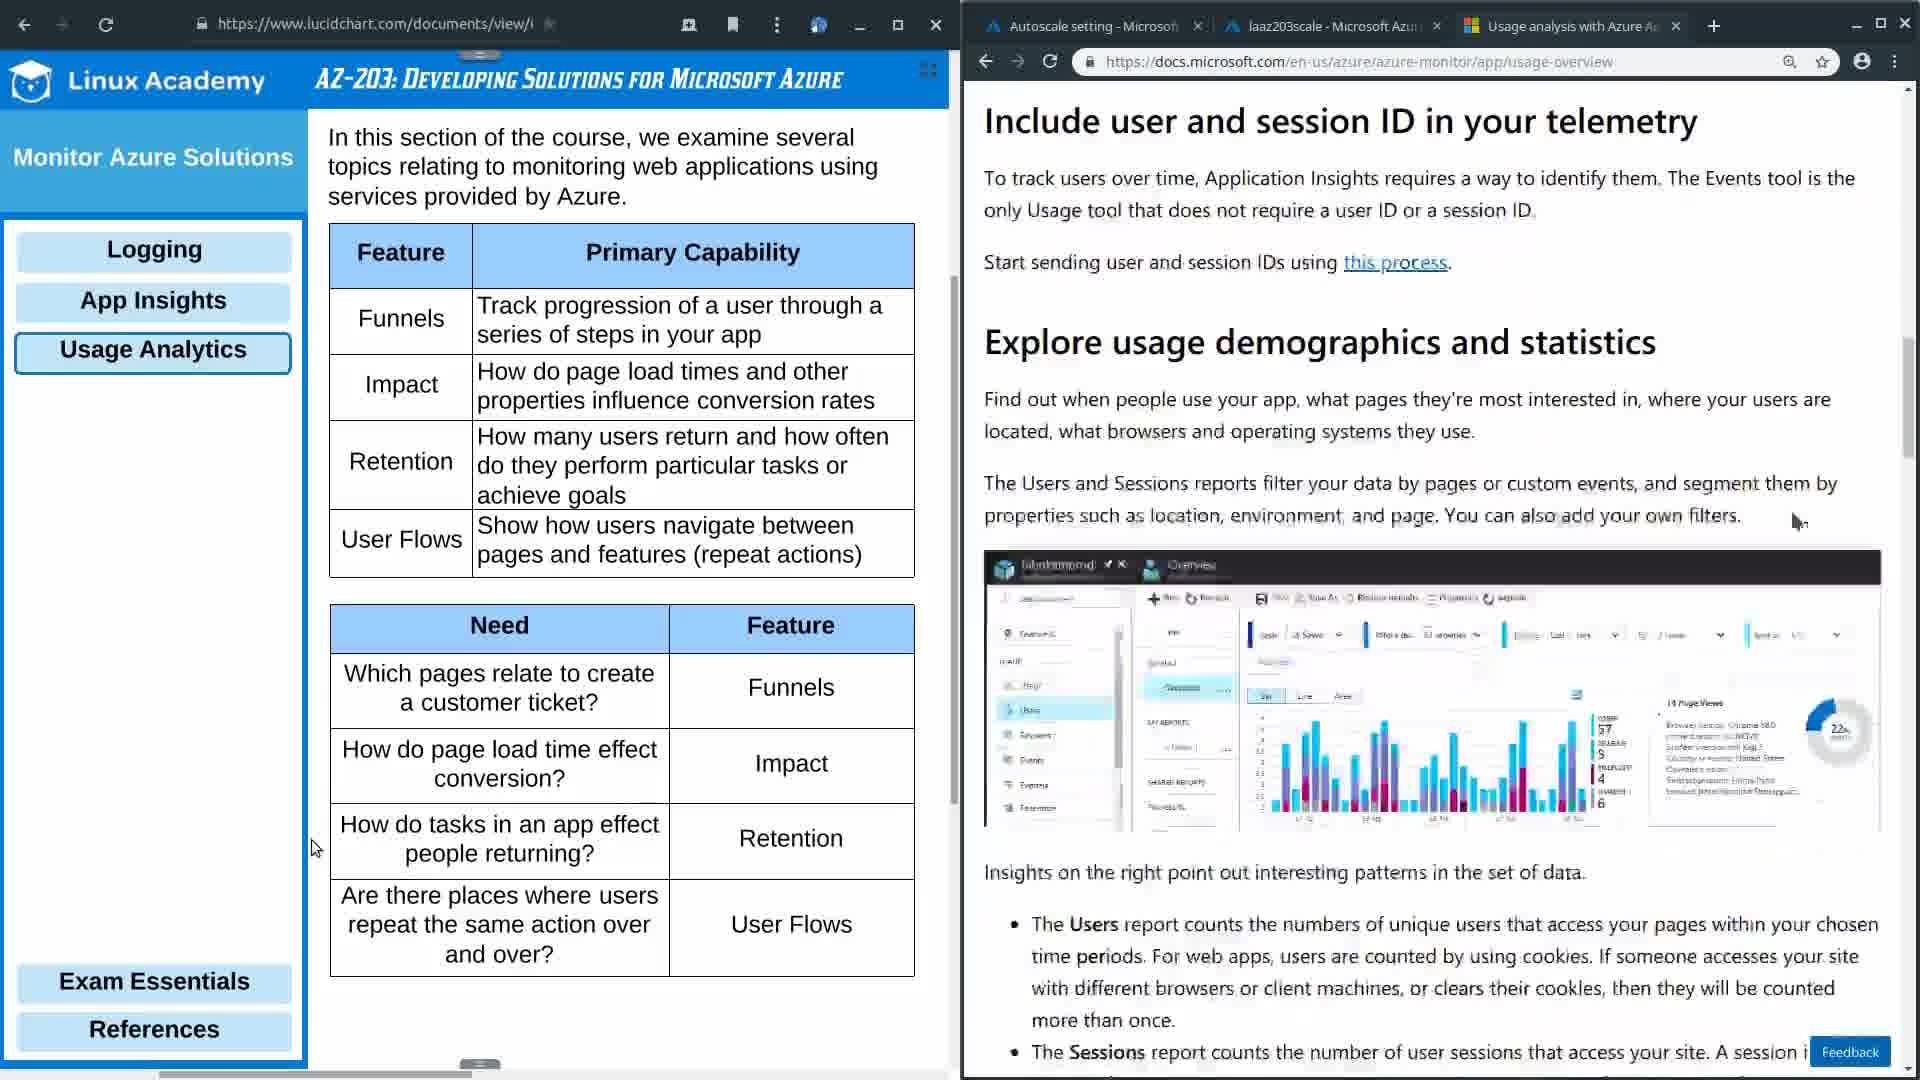 https://www.lucidchart.com/documents/view/
Linux Academy
AZ-203: Developing Solutions for Microsoft Azure
Monitor Azure Solutions
Logging
App Insights
Usage Analytics
Exam Essentials
References
In this section of the course, we examine several
topics relating to monitoring web applications using
services provided by Azure.
Feature Primary Capability
Funnels
Track progression of a user through a
series of steps in your app
Impact
How do page load times and other
properties influence conversion rates
Retention
How many users return and how often
do they perform particular tasks or
achieve goals
User Flows
Show how users navigate between
pages and features (repeat actions)
Need Feature
Which pages relate to create
a customer ticket?
Funnels
How do page load time effect
conversion?
Impact
How do tasks in an app effect
people returning?
Retention
Are there places where users
repeat the same action over
and over?
User Flows
Autoscale setting - Microsoft
laaz203scale - Microsoft Azu
Usage analysis with Azure A
https://docs.microsoft.com/en-us/azure/azure-monitor/app/usage-overview
Include user and session ID in your telemetry
To track users over time, Application Insights requires a way to identify them. The Events tool is the
only Usage tool that does not require a user ID or a session ID.
Start sending user and session IDs using this process.
Explore usage demographics and statistics
Find out when people use your app, what pages they're most interested in, where your users are
located, what browsers and operating systems they use.
The Users and Sessions reports filter your data by pages or custom events, and segment them by
properties such as location, environment, and page. You can also add your own filters.
Overview
Line
Area
Users
Events
14 Page Views
57
4
6
22%
Insights on the right point out interesting patterns in the set of data.
The Users report counts the numbers of unique users that access your pages within your chosen
time periods. For web apps, users are counted by using cookies. If someone accesses your site
with different browsers or client machines, or clears their cookies, then they will be counted
more than once.
The Sessions report counts the number of user sessions that access your site. A session i
Feedback